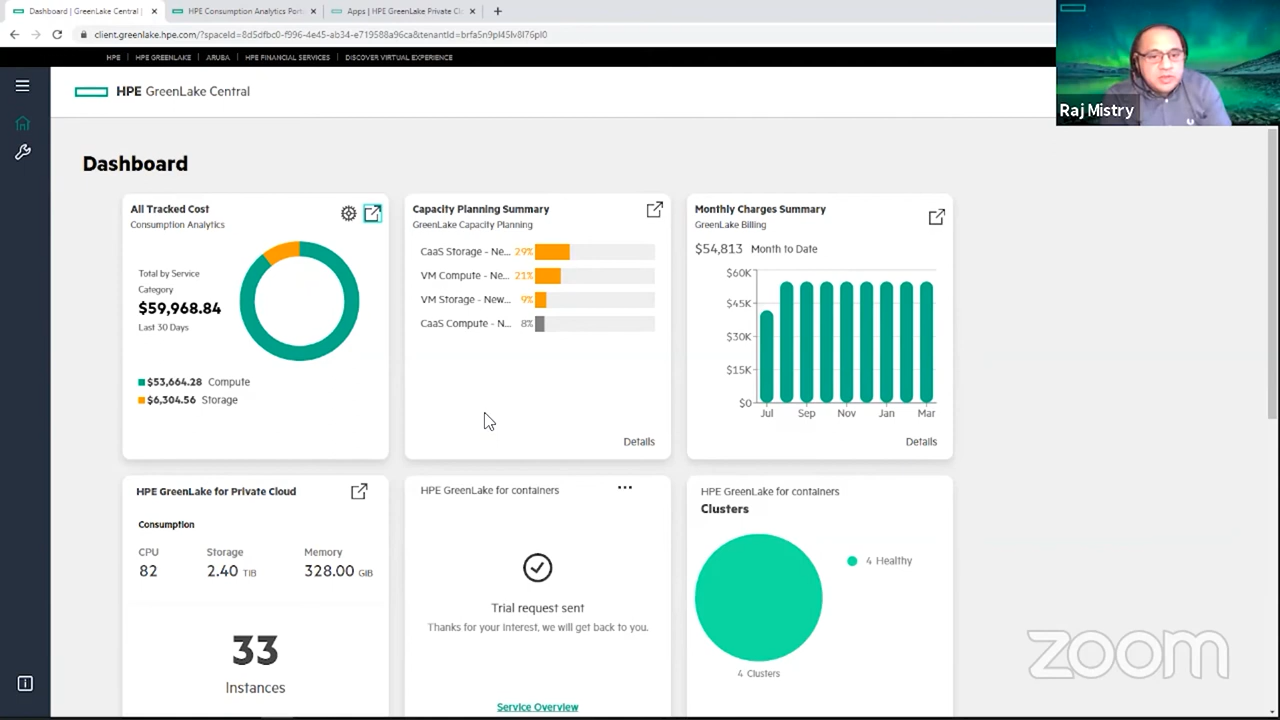 Dashboard | GreenLake Central |
HPE Consumption Analytics Port
Apps | HPE GreenLake Private Cl
client.greenlake.hpe.com/?spaceId=8d5dfbc0-f996-4e45-ab34-e719588a96ca&tenantId=brfa5n9pl45lv8l76pl0
HPE | HPE GREENLAKE | ARUBA | HPE FINANCIAL SERVICES | DISCOVER VIRTUAL EXPERIENCE
HPE GreenLake Central
Raj Mistry
Dashboard
All Tracked Cost
Consumption Analytics
Total by Service
Category
$59,968.84
Last 30 Days
$53,664.28 Compute
$6,304.56 Storage
Capacity Planning Summary
GreenLake Capacity Planning
CaaS Storage - Ne... 29%
VM Compute - Ne... 21%
VM Storage - New... 9%
CaaS Compute - N... 8%
Details
Monthly Charges Summary
GreenLake Billing
$54,813 Month to Date
$60K
$45K
$30K
$15K
$0
Jul Sep Nov Jan Mar
Details
HPE GreenLake for Private Cloud
Consumption
CPU Storage Memory
82 2.40 TIB 328.00 GIB
33
Instances
HPE GreenLake for containers
Trial request sent
Thanks for your interest, we will get back to you.
Service Overview
HPE GreenLake for containers
Clusters
4 Healthy
4 Clusters
zoom